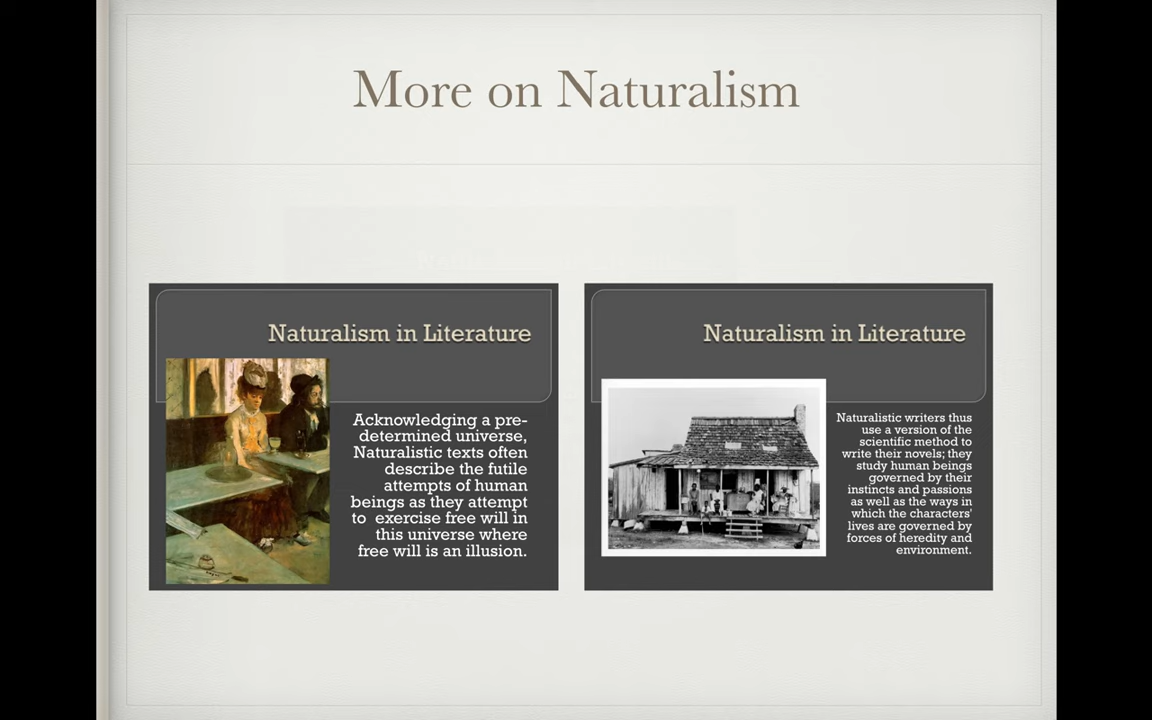 More on Naturalism
Naturalism in Literature
Acknowledging a pre-
determined universe,
Naturalistic texts often
describe the futile
attempts of human
beings as they attempt
to exercise free will in
this universe where
free will is an illusion.
Naturalism in Literature
Naturalistic writers thus
use a version of the
scientific method to
write their novels; they
study human beings
governed by their
instincts and passions
as well as the ways in
which the characters'
lives are governed by
forces of heredity and
environment.